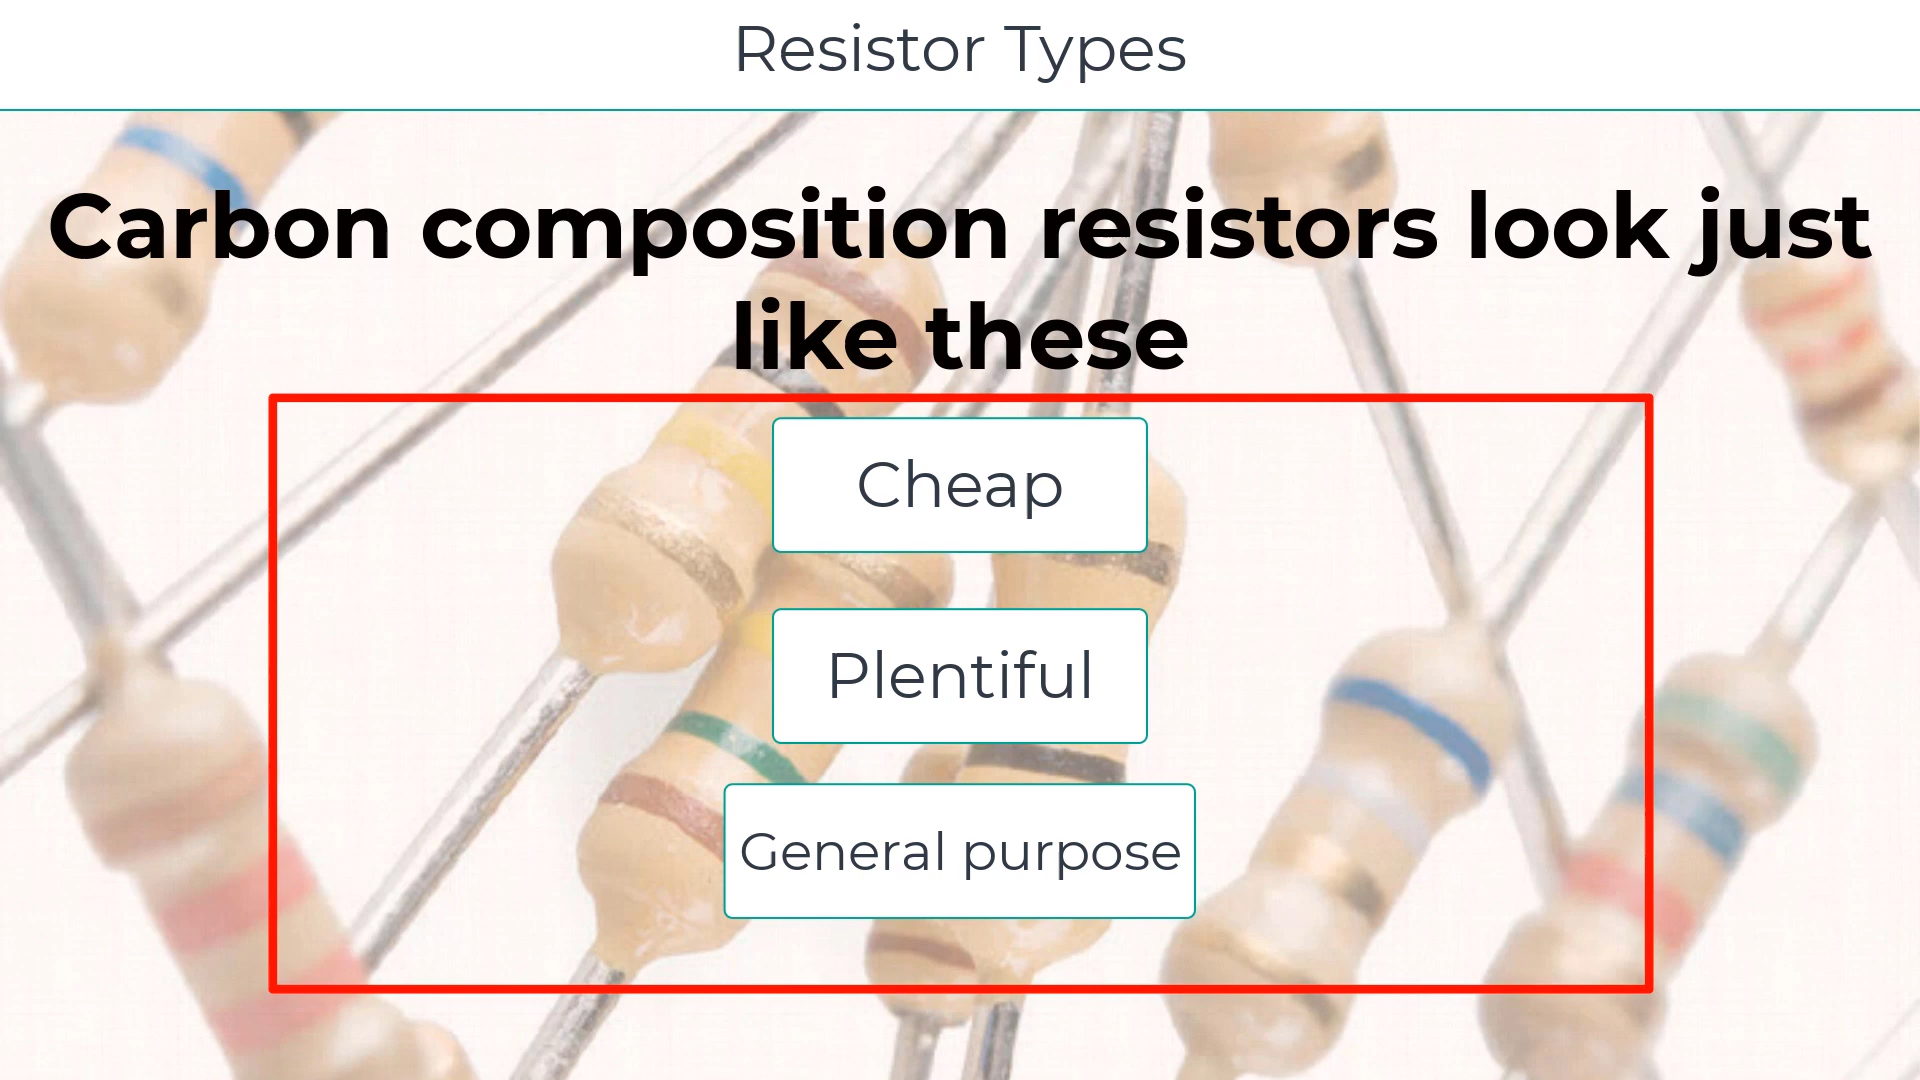 Resistor Types
Carbon composition resistors look just
like these
Cheap
Plentiful
General purpose